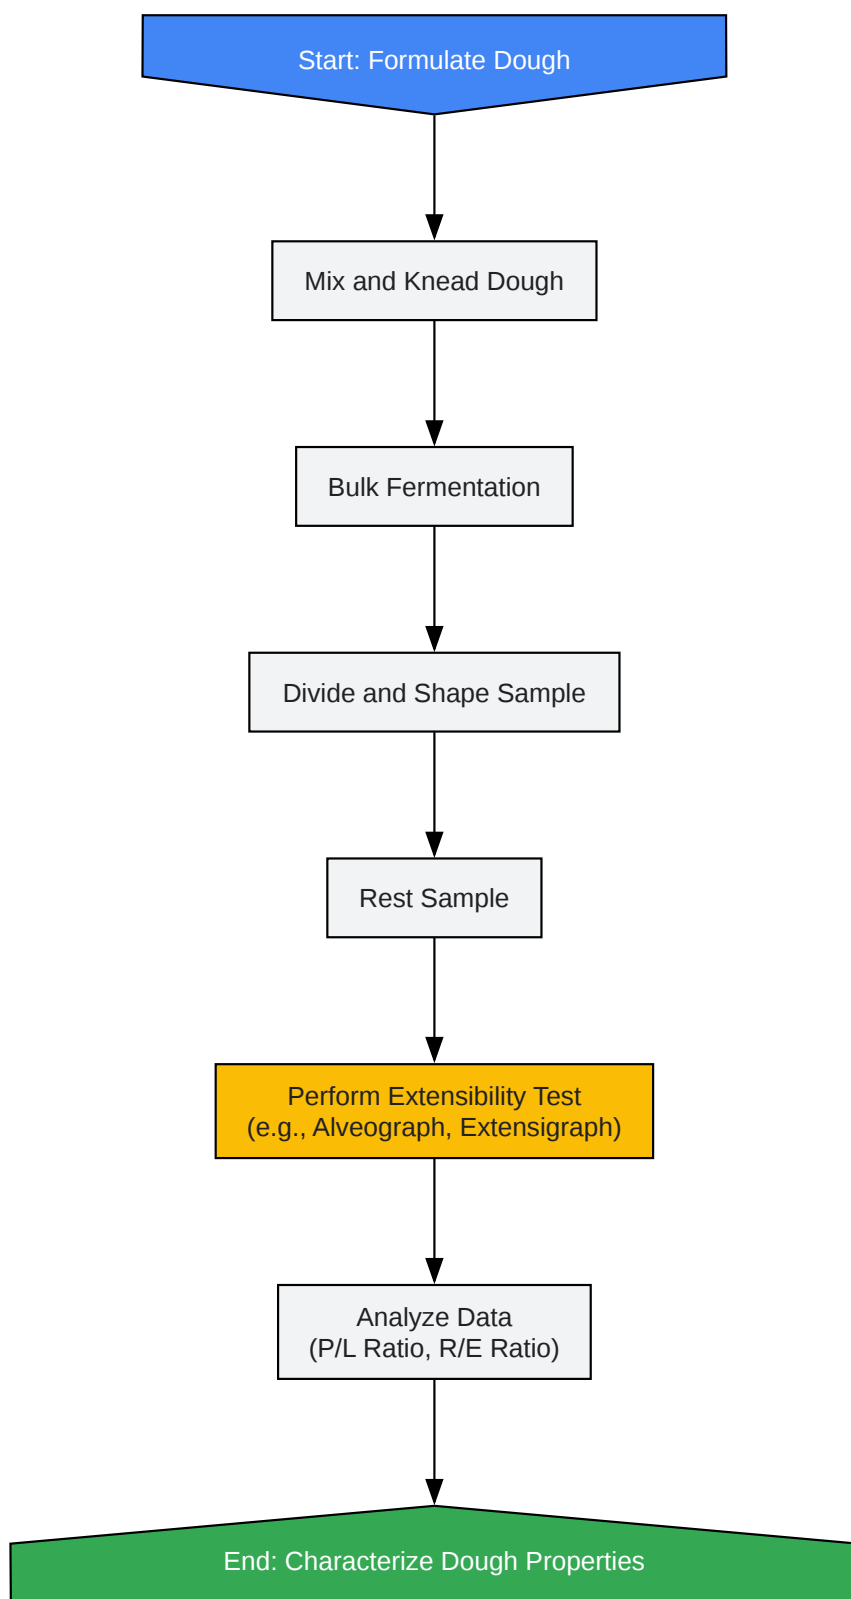 Start: Formulate Dough
Mix and Knead Dough
Bulk Fermentation
Divide and Shape Sample
Rest Sample
Perform Extensibility Test
(e.g., Alveograph, Extensigraph)
Analyze Data
(P/L Ratio, R/E Ratio)
End: Characterize Dough Properties